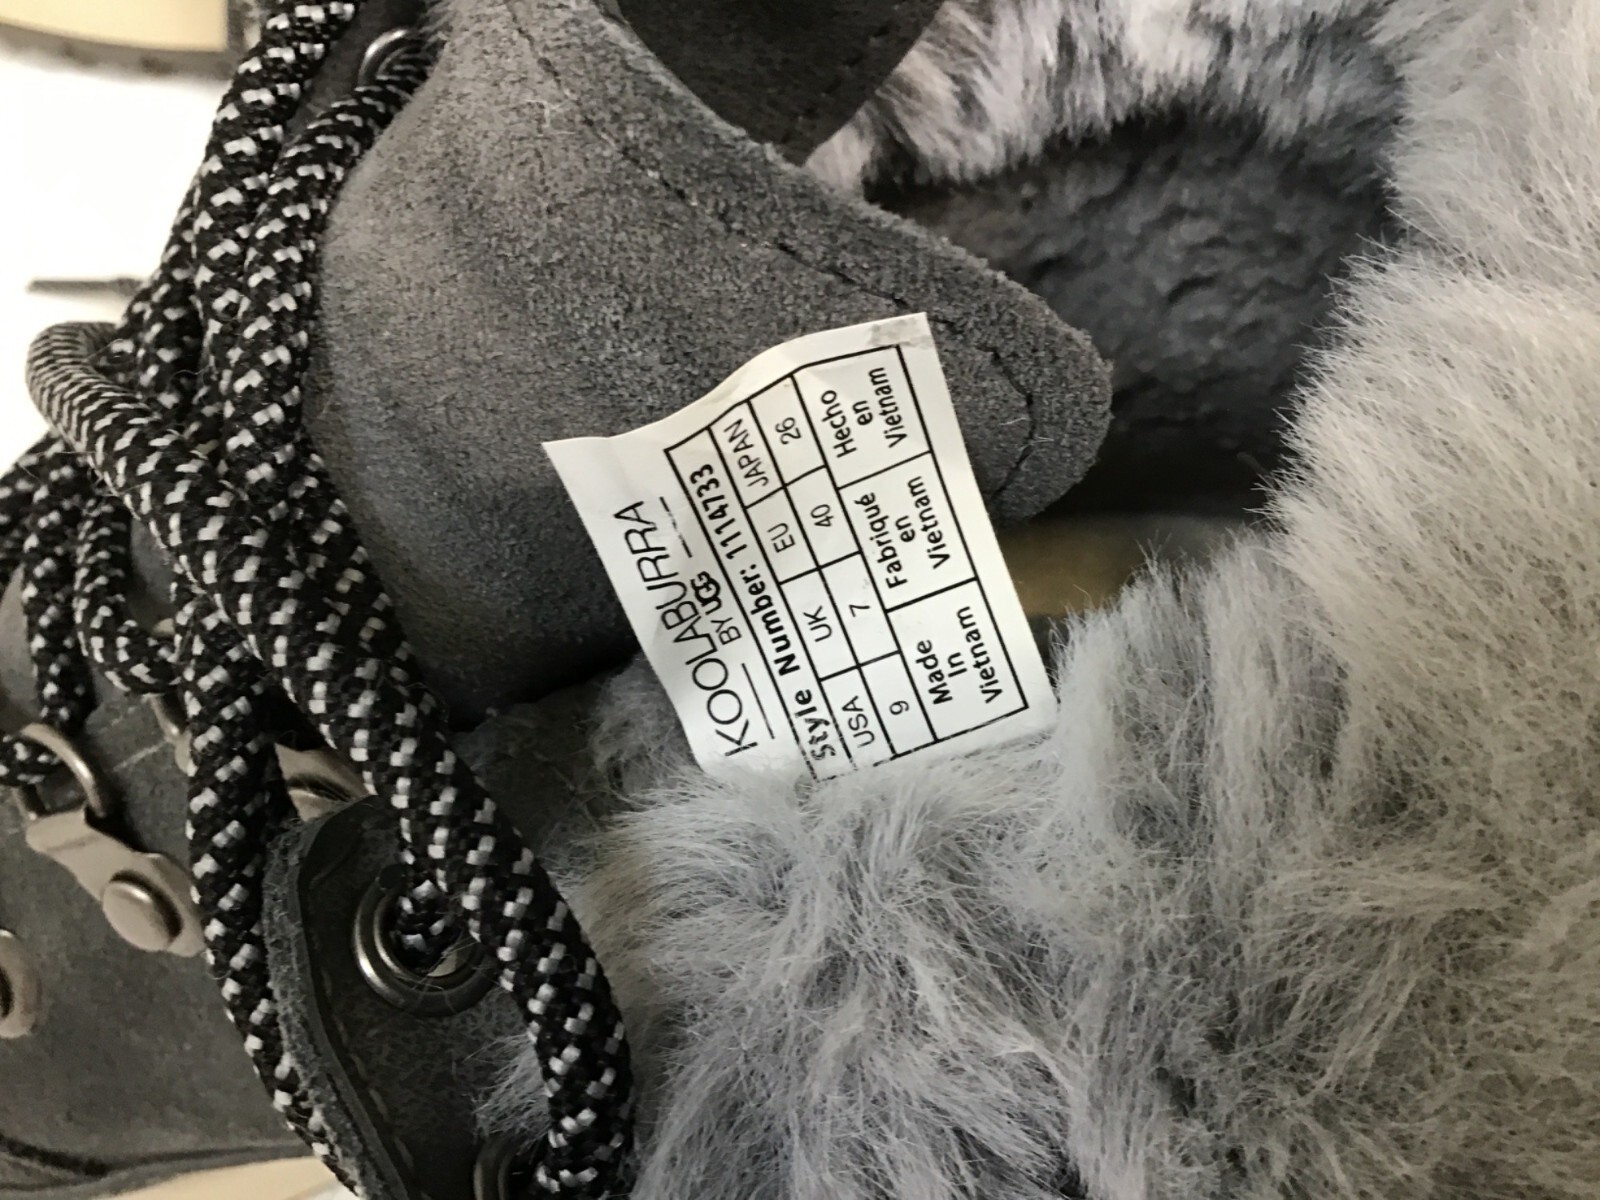 KOOLABURRA
BY UGG
Style Number: 1114733
USA UK EU JAPAN
9 7 40 26
Made Fabriqué Hecho
In en en
Vietnam Vietnam Vietnam